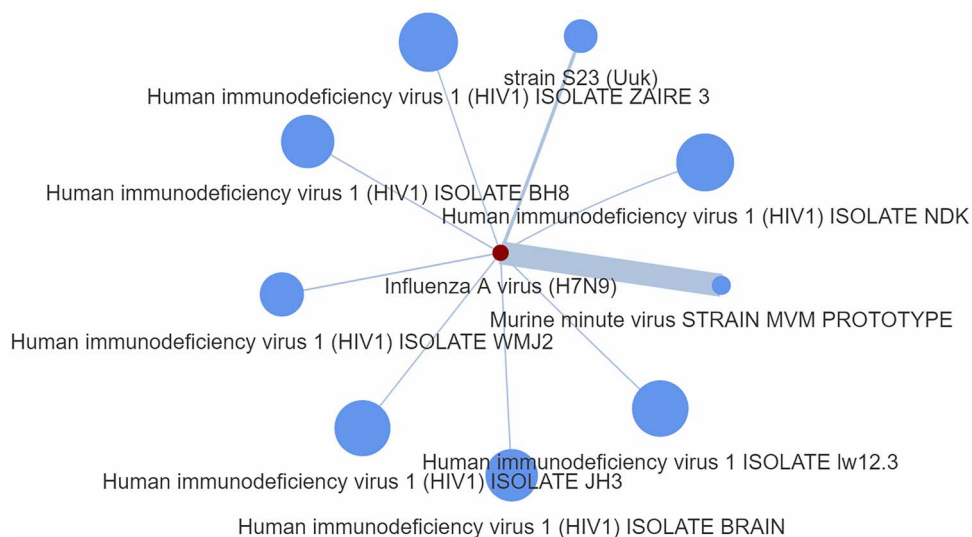 strain S23 (Uuk)
Human immunodeficiency virus 1 (HIV1) ISOLATE ZAIRE 3
Human immunodeficiency virus 1 (HIV1) ISOLATE BH8
Human immunodeficiency virus 1 (HIV1) ISOLATE NDK
Influenza A virus (H7N9)
Murine minute virus STRAIN MVM PROTOTYPE
Human immunodeficiency virus 1 (HIV1) ISOLATE WMJ2
Human immunodeficiency virus 1 ISOLATE lw12.3
Human immunodeficiency virus 1 (HIV1) ISOLATE JH3
Human immunodeficiency virus 1 (HIV1) ISOLATE BRAIN